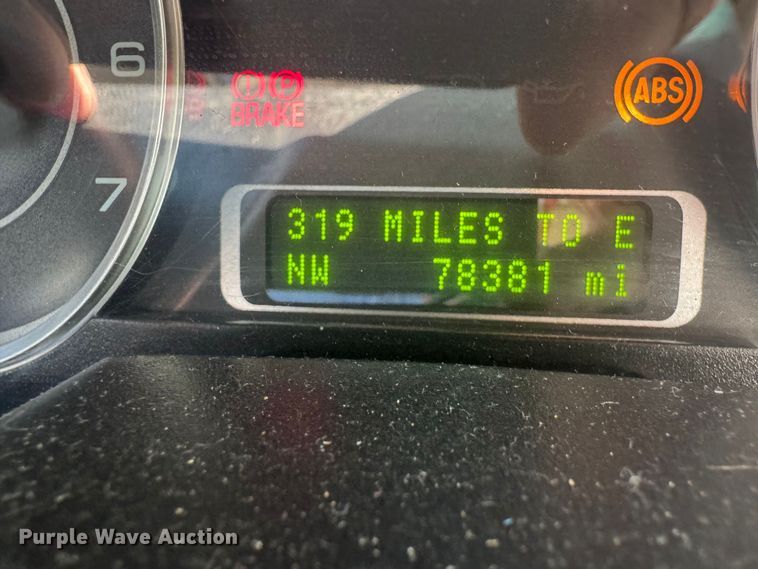 6
7
(!) (P)
BRAKE
ABS
319 MILES TO E
NW 78381 mi
Purple Wave Auction®